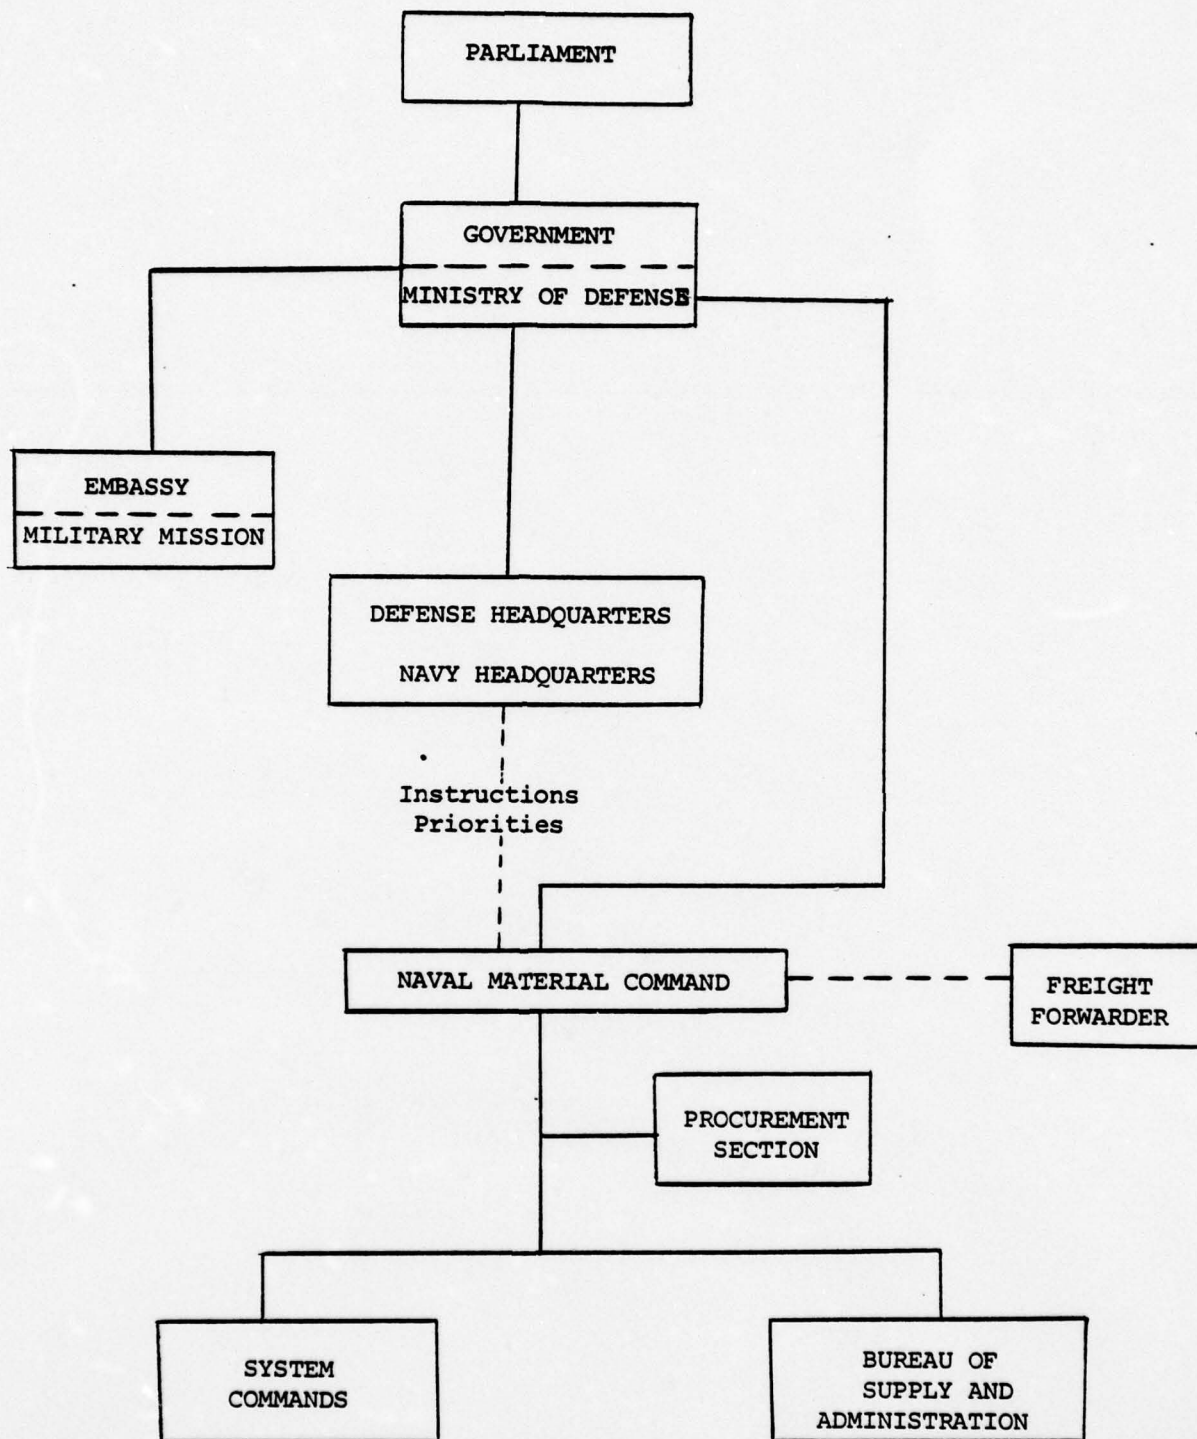 PARLIAMENT
GOVERNMENT
MINISTRY OF DEFENSE
EMBASSY
MILITARY MISSION
DEFENSE HEADQUARTERS
NAVY HEADQUARTERS
Instructions
Priorities
NAVAL MATERIAL COMMAND
FREIGHT
FORWARDER
PROCUREMENT
SECTION
SYSTEM
COMMANDS
BUREAU OF
SUPPLY AND
ADMINISTRATION